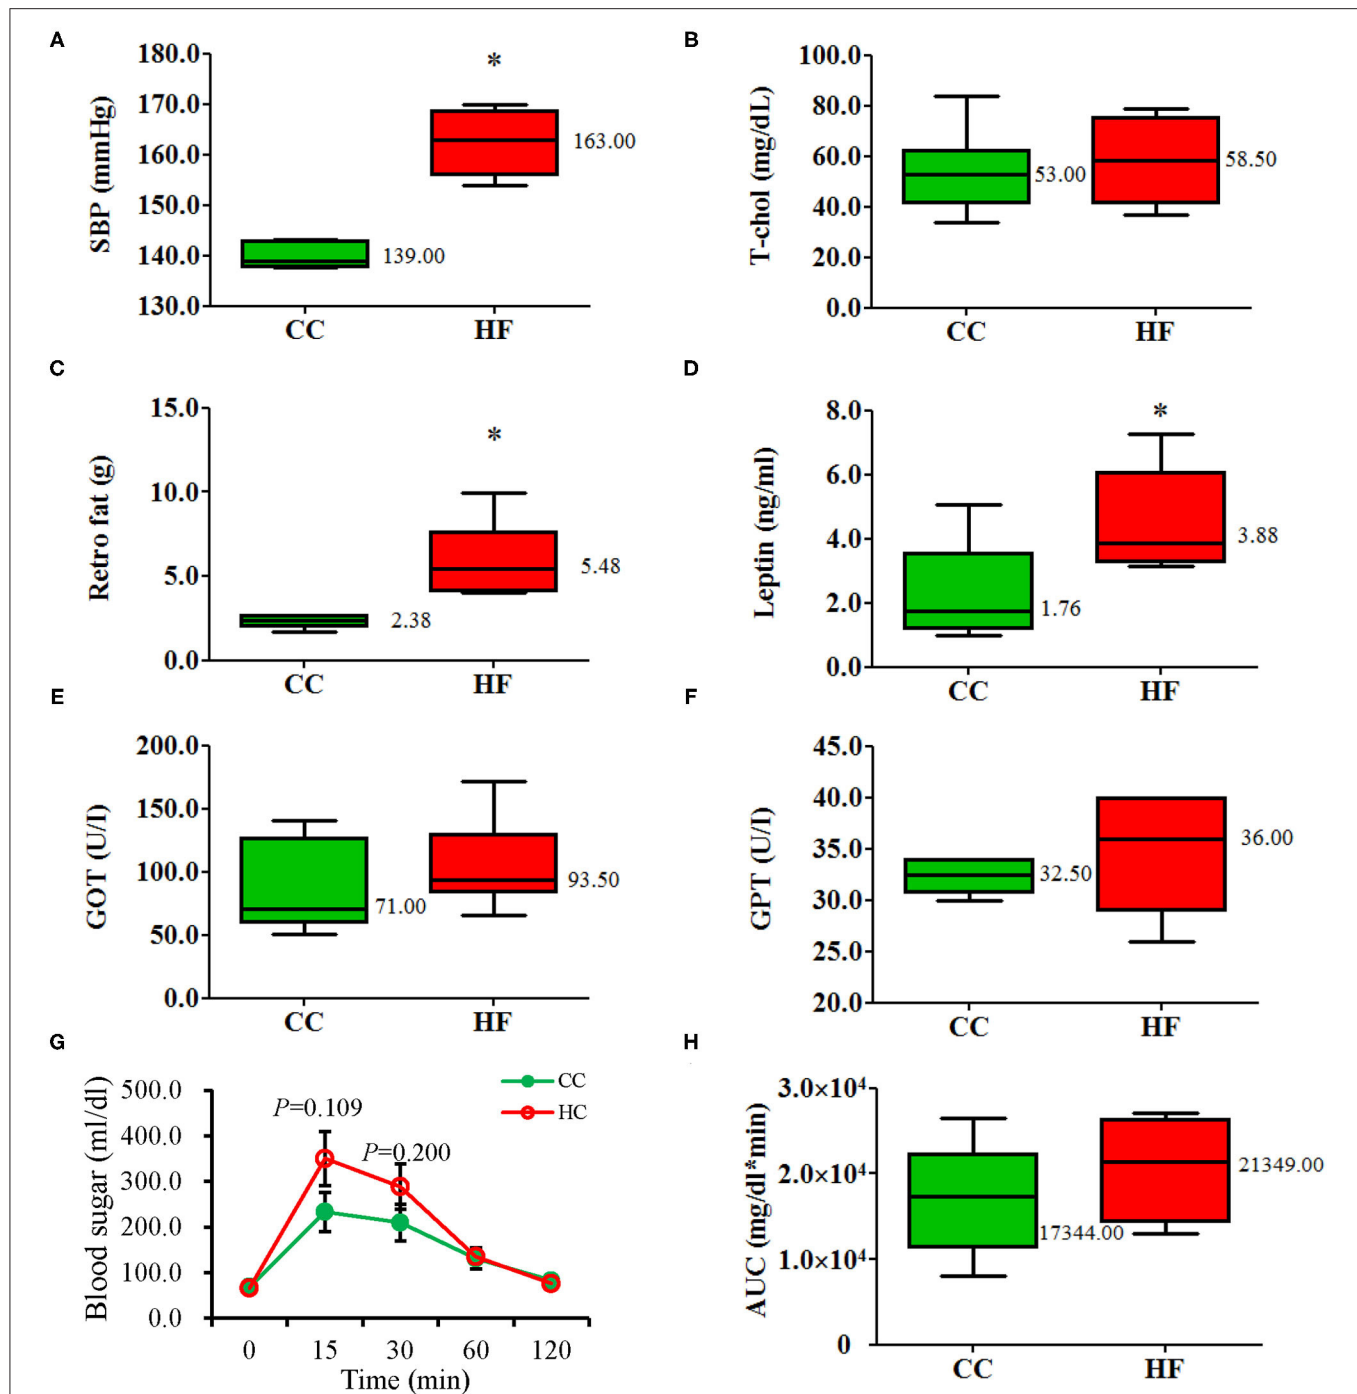 A
SBP (mmHg)
180.0
170.0
160.0
150.0
140.0
130.0
*
163.00
139.00
CC HF
B
T-chol (mg/dL)
100.0
80.0
60.0
40.0
20.0
0.0
53.00
58.50
CC HF
C
Retro fat (g)
15.0
10.0
5.0
0.0
*
5.48
2.38
CC HF
D
Leptin (ng/ml)
8.0
6.0
4.0
2.0
0.0
*
3.88
1.76
CC HF
E
GOT (U/I)
200.0
150.0
100.0
50.0
0.0
71.00
93.50
CC HF
F
GPT (U/I)
45.0
40.0
35.0
30.0
25.0
20.0
32.50
36.00
CC HF
G
Blood sugar (ml/dl)
500.0
400.0
300.0
200.0
100.0
0.0
CC
HC
P=0.109
P=0.200
0 15 30 60 120
Time (min)
H
AUC (mg/dl*min)
3.0×10⁴
2.0×10⁴
1.0×10⁴
0
17344.00
21349.00
CC HF